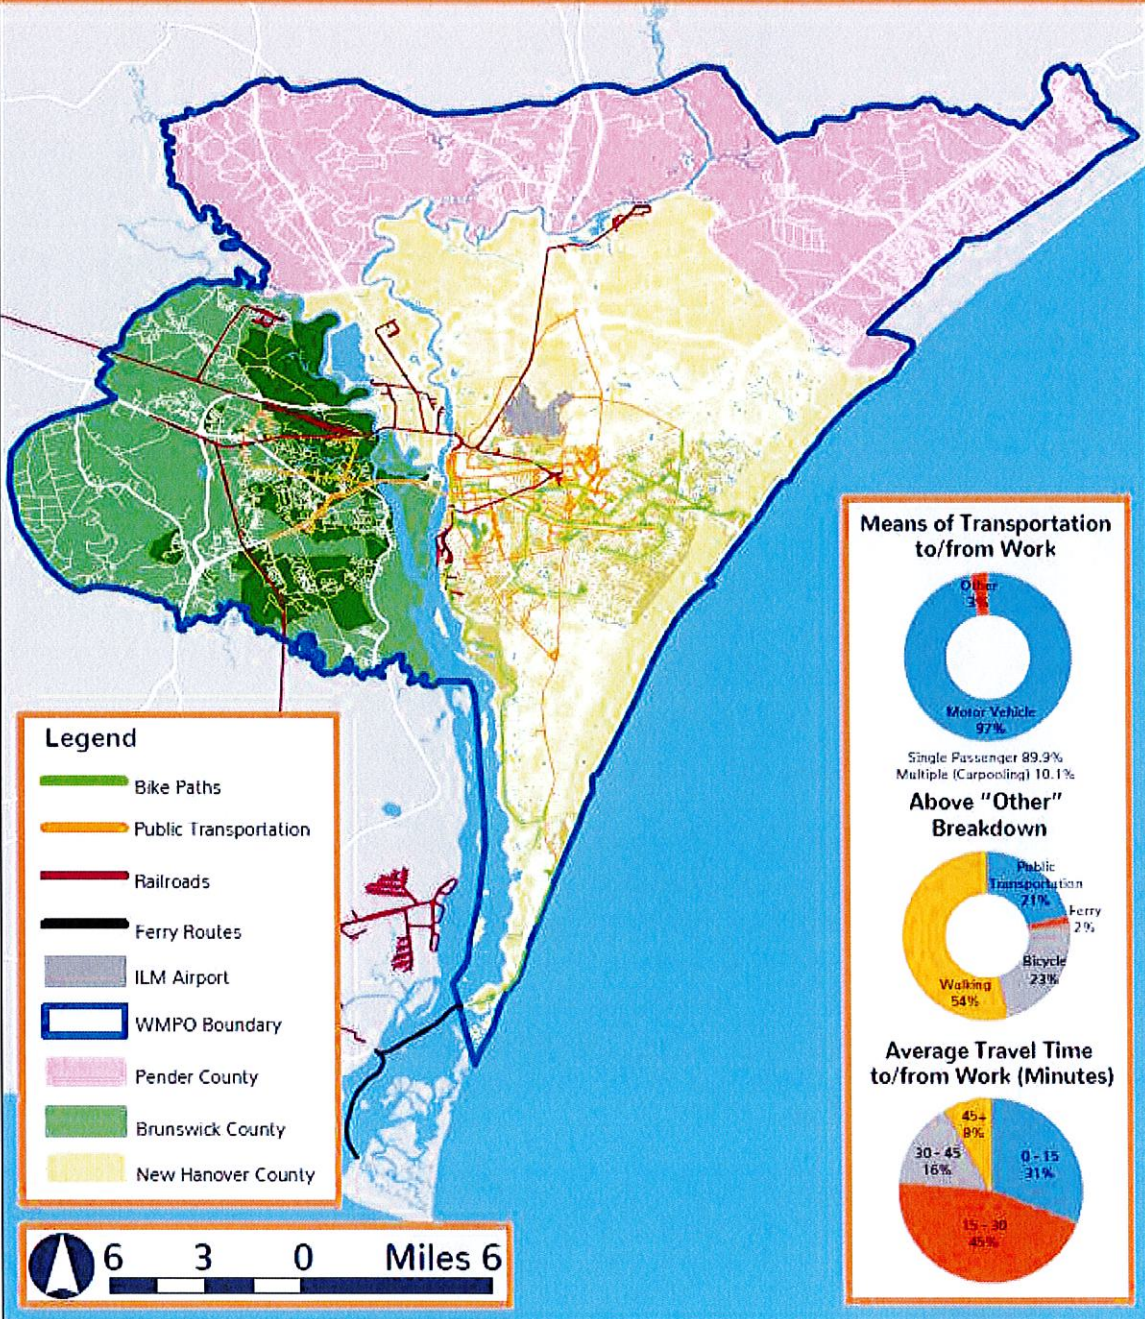 Means of Transportation
to/from Work
Other
3%
Motor Vehicle
97%
Single Passenger 89.9%
Multiple (Carpooling) 10.1%
Above "Other"
Breakdown
Public
Transportation
21%
Ferry
2%
Bicycle
23%
Walking
54%
Average Travel Time
to/from Work (Minutes)
45+
8%
30 - 45
16%
0 - 15
31%
15 - 30
45%
Legend
Bike Paths
Public Transportation
Railroads
Ferry Routes
ILM Airport
WMPO Boundary
Pender County
Brunswick County
New Hanover County
6 3 0 Miles 6